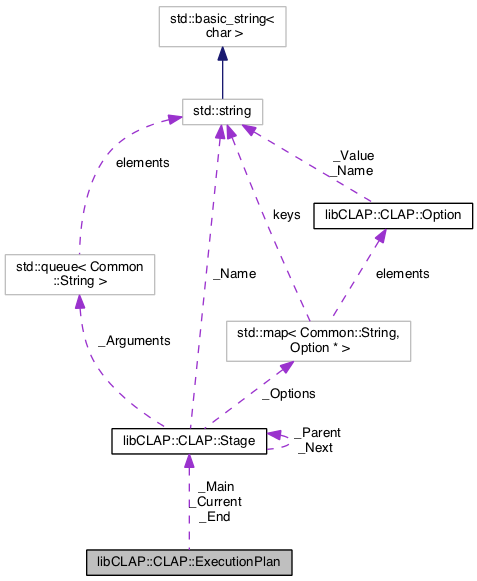 std::basic_string<
char >
std::string
elements
_Value
_Name
keys
libCLAP::CLAP::Option
std::queue< Common
::String >
_Name
elements
std::map< Common::String,
Option * >
_Arguments
_Options
libCLAP::CLAP::Stage
_Parent
_Next
_Main
_Current
_End
libCLAP::CLAP::ExecutionPlan